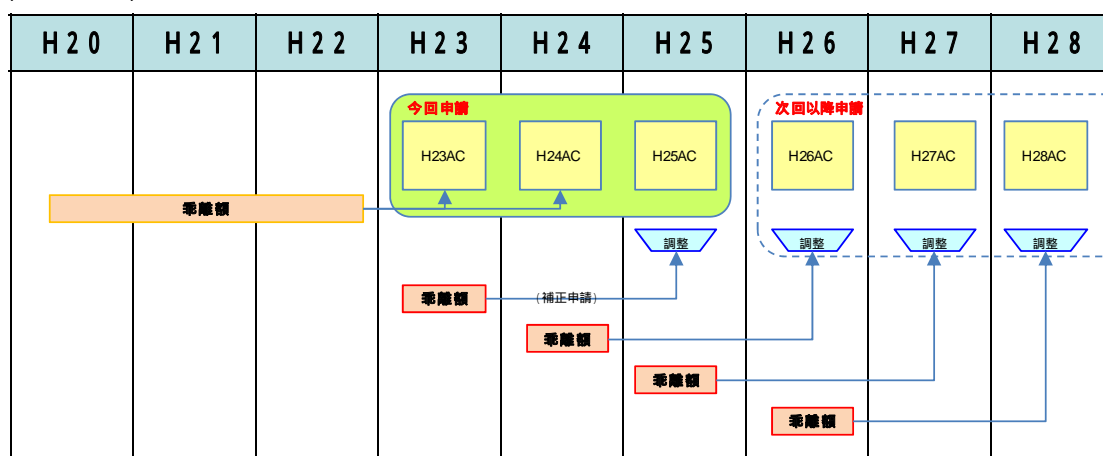 H20 H21 H22 H23 H24 H25 H26 H27 H28
今回申請 次回以降申請
H23AC H24AC H25AC H26AC H27AC H28AC
乖離額
調整 調整 調整 調整
乖離額 (補正申請)
乖離額
乖離額
乖離額